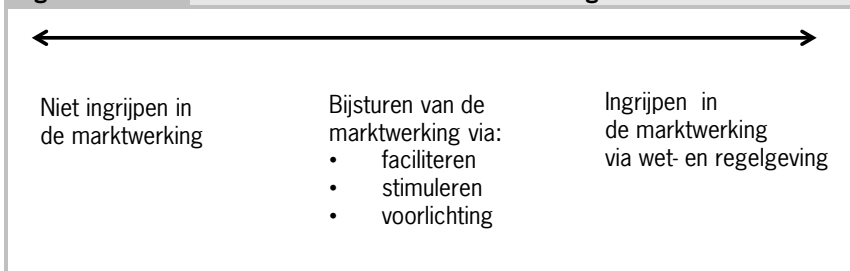 Niet ingrijpen in
de marktwerking
Bijsturen van de
marktwerking via:
• faciliteren
• stimuleren
• voorlichting
Ingrijpen in
de marktwerking
via wet- en regelgeving